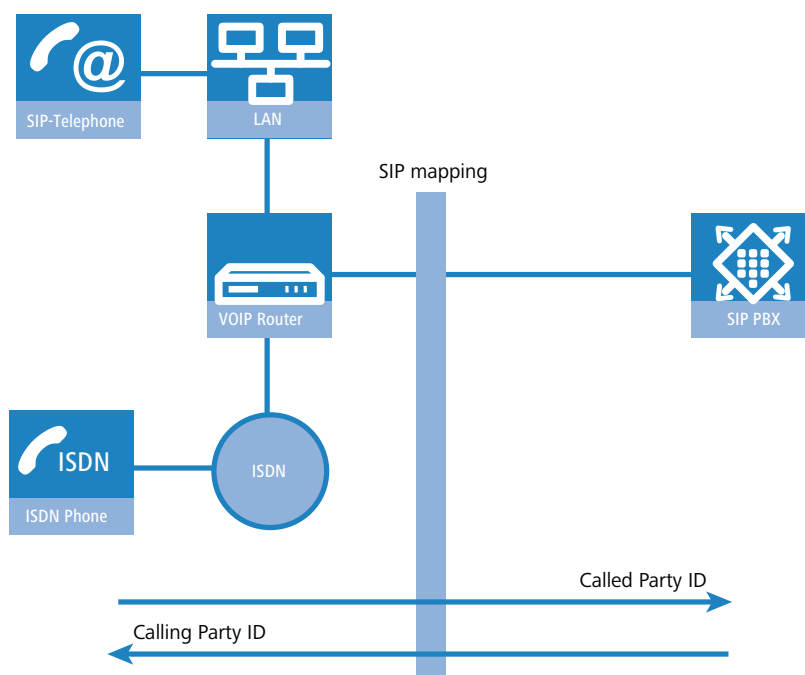 @
SIP-Telephone
LAN
SIP mapping
VOIP Router
SIP PBX
ISDN
ISDN Phone
ISDN
Called Party ID
Calling Party ID